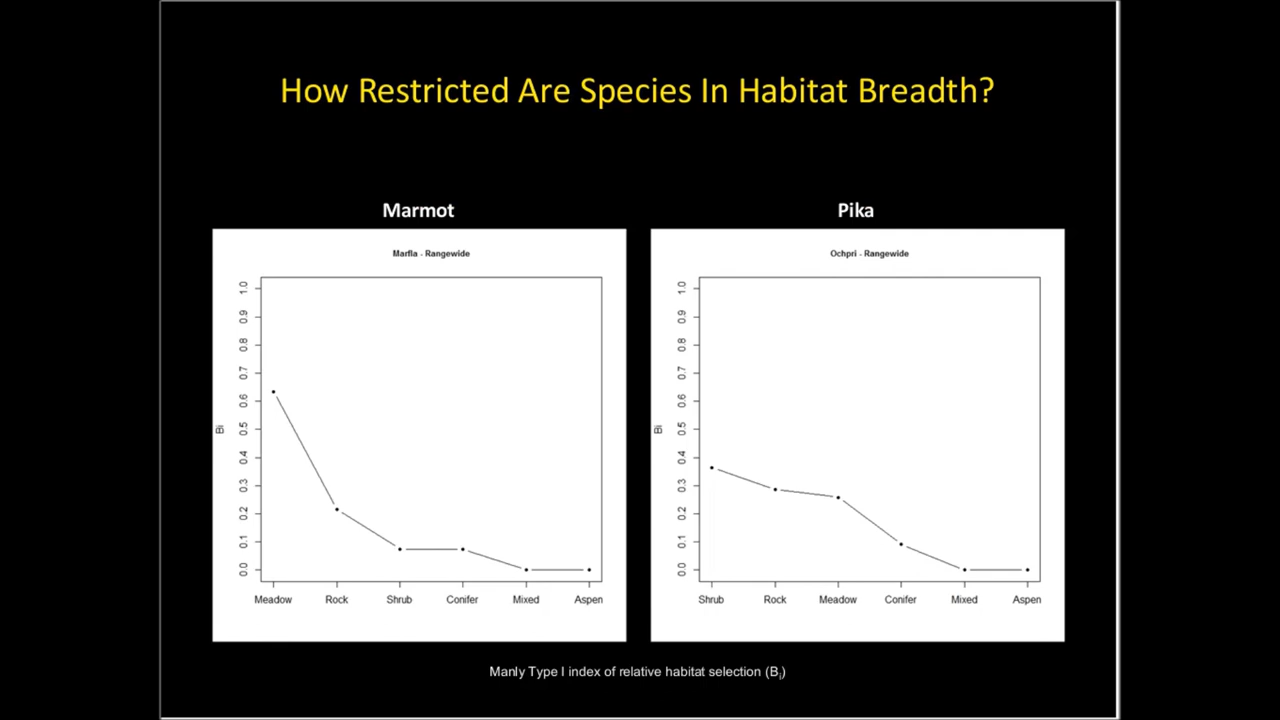 How Restricted Are Species In Habitat Breadth?
Marmot
Marfla - Rangewide
Bi
1.0
0.9
0.8
0.7
0.6
0.5
0.4
0.3
0.2
0.1
0.0
Meadow Rock Shrub Conifer Mixed Aspen
Pika
Ochpri - Rangewide
Bi
1.0
0.9
0.8
0.7
0.6
0.5
0.4
0.3
0.2
0.1
0.0
Shrub Rock Meadow Conifer Mixed Aspen
Manly Type I index of relative habitat selection (Bi)